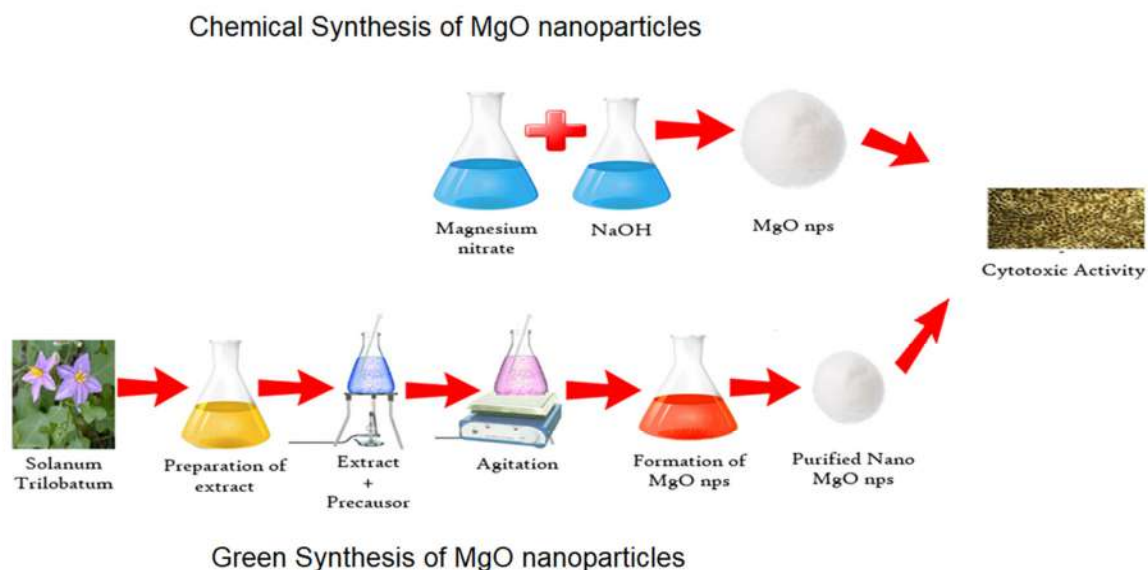 Chemical Synthesis of MgO nanoparticles
Magnesium
nitrate
NaOH
MgO nps
Cytotoxic Activity
Solanum
Trilobatum
Preparation of
extract
Extract
+
Precausor
Agitation
Formation of
MgO nps
Purified Nano
MgO nps
Green Synthesis of MgO nanoparticles